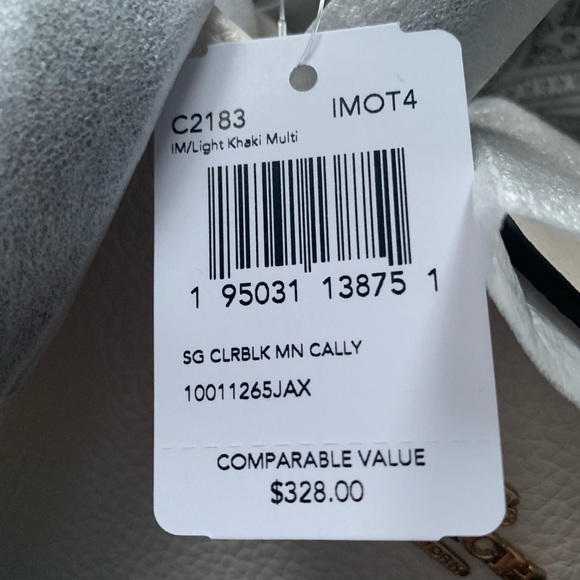 C2183 IMOT4
IM/Light Khaki Multi
1 95031 13875 1
SG CLRBLK MN CALLY
10011265JAX
COMPARABLE VALUE
$328.00